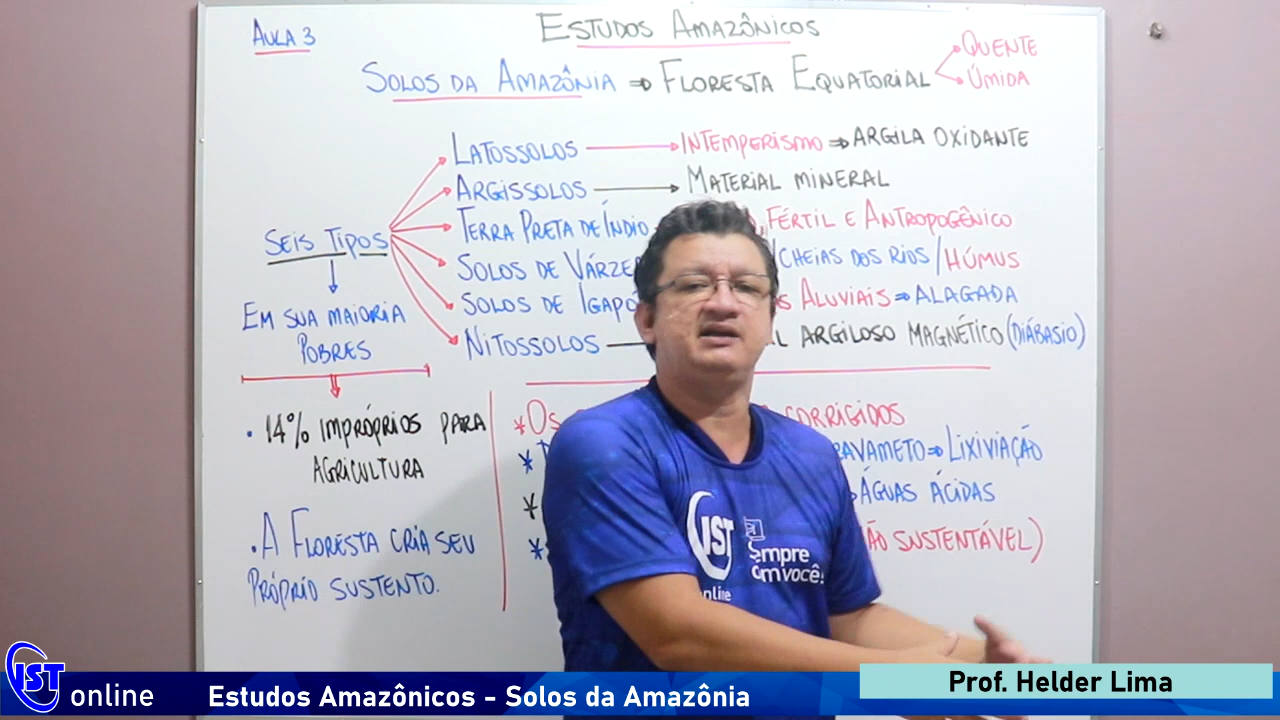 AULA 3
ESTUDOS AMAZÔNICOS
SOLOS DA AMAZÔNIA ⇒ FLORESTA EQUATORIAL
QUENTE
ÚMIDA
LATOSSOLOS → INTEMPERISMO ⇒ ARGILA OXIDANTE
ARGISSOLOS → MATERIAL MINERAL
TERRA PRETA DE ÍNDIO FÉRTIL E ANTROPOGÊNICO
SEIS TIPOS
SOLOS DE VÁRZE /CHEIAS DOS RIOS/HÚMUS
SOLOS DE IGAPÓ S ALUVIAIS ⇒ ALAGADA
NITOSSOLOS L ARGILOSO MAGNÉTICO (DIÁBASIO)
EM SUA MAIORIA
POBRES
• 14% IMPRÓPRIOS PARA
AGRICULTURA
• A FLORESTA CRIA SEU
PRÓPRIO SUSTENTO.
* OS CORRIGIDOS
* RAVAMETO ⇒ LIXIVIAÇÃO
* ÁGUAS ÁCIDAS
* ÃO SUSTENTÁVEL)
IST
Sempre
com você!
online
IST online
Estudos Amazônicos - Solos da Amazônia
Prof. Helder Lima